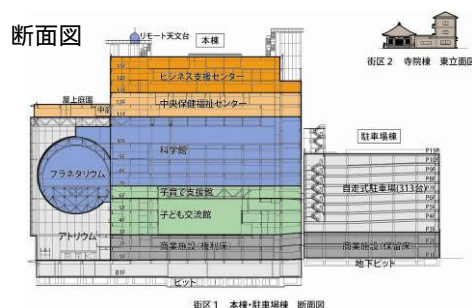 断面図
リモート天文台
本棟
街区2 寺院棟 東立面図
ビジネス支援センター
屋上庭園
中央保健福祉センター
科学館
駐車場棟
プラネタリウム
子育て支援館
自走式駐車場(313台)
子ども交流館
アトリウム
商業施設:権利床
商業施設:保留床
B1F
ピット
地下ピット
街区1 本棟・駐車場棟 断面図